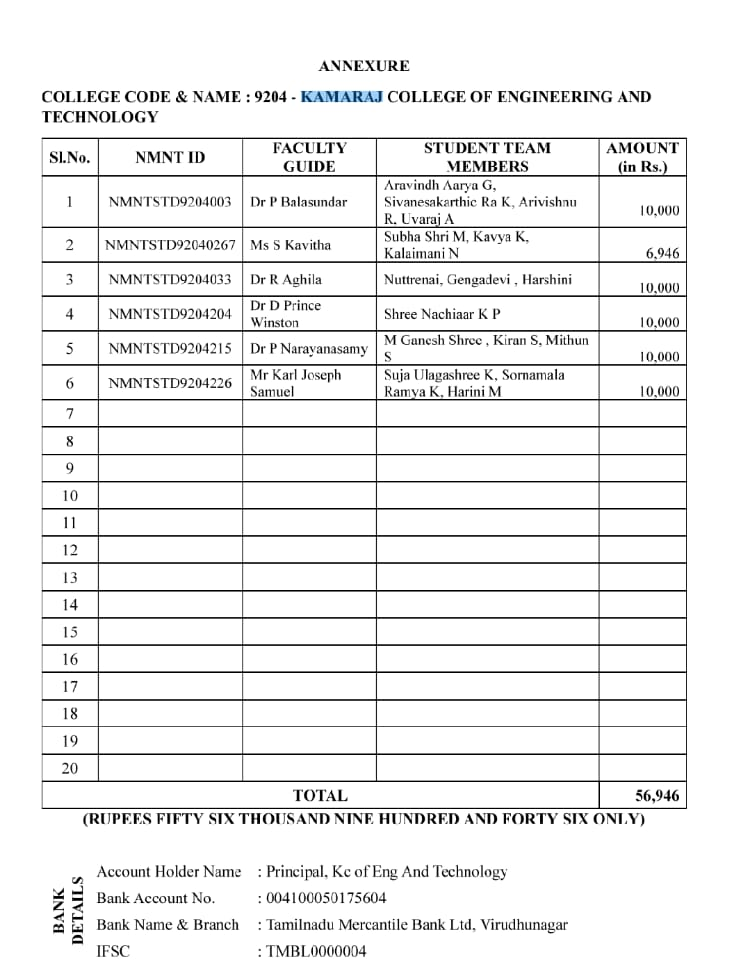 ANNEXURE
COLLEGE CODE & NAME : 9204 - KAMARAJ COLLEGE OF ENGINEERING AND
TECHNOLOGY
Sl.No. NMNT ID FACULTY GUIDE STUDENT TEAM MEMBERS AMOUNT (in Rs.)
1 NMNTSTD9204003 Dr P Balasundar Aravindh Aarya G, Sivanesakarthic Ra K, Arivishnu R, Uvaraj A 10,000
2 NMNTSTD92040267 Ms S Kavitha Subha Shri M, Kavya K, Kalaimani N 6,946
3 NMNTSTD9204033 Dr R Aghila Nuttrenai, Gengadevi , Harshini 10,000
4 NMNTSTD9204204 Dr D Prince Winston Shree Nachiaar K P 10,000
5 NMNTSTD9204215 Dr P Narayanasamy M Ganesh Shree , Kiran S, Mithun S 10,000
6 NMNTSTD9204226 Mr Karl Joseph Samuel Suja Ulagashree K, Sornamala Ramya K, Harini M 10,000
7
8
9
10
11
12
13
14
15
16
17
18
19
20
TOTAL 56,946
(RUPEES FIFTY SIX THOUSAND NINE HUNDRED AND FORTY SIX ONLY)
BANK DETAILS
Account Holder Name : Principal, Kc of Eng And Technology
Bank Account No. : 004100050175604
Bank Name & Branch : Tamilnadu Mercantile Bank Ltd, Virudhunagar
IFSC : TMBL0000004